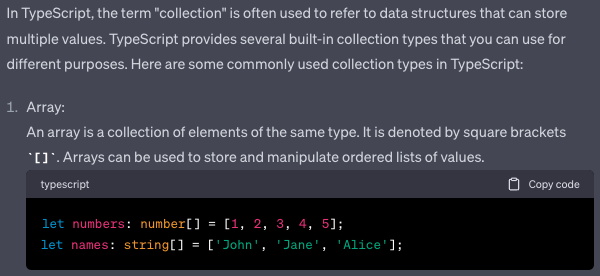 In TypeScript, the term "collection" is often used to refer to data structures that can store
multiple values. TypeScript provides several built-in collection types that you can use for
different purposes. Here are some commonly used collection types in TypeScript:
1. Array:
An array is a collection of elements of the same type. It is denoted by square brackets
`[]`. Arrays can be used to store and manipulate ordered lists of values.
typescript Copy code
let numbers: number[] = [1, 2, 3, 4, 5];
let names: string[] = ['John', 'Jane', 'Alice'];